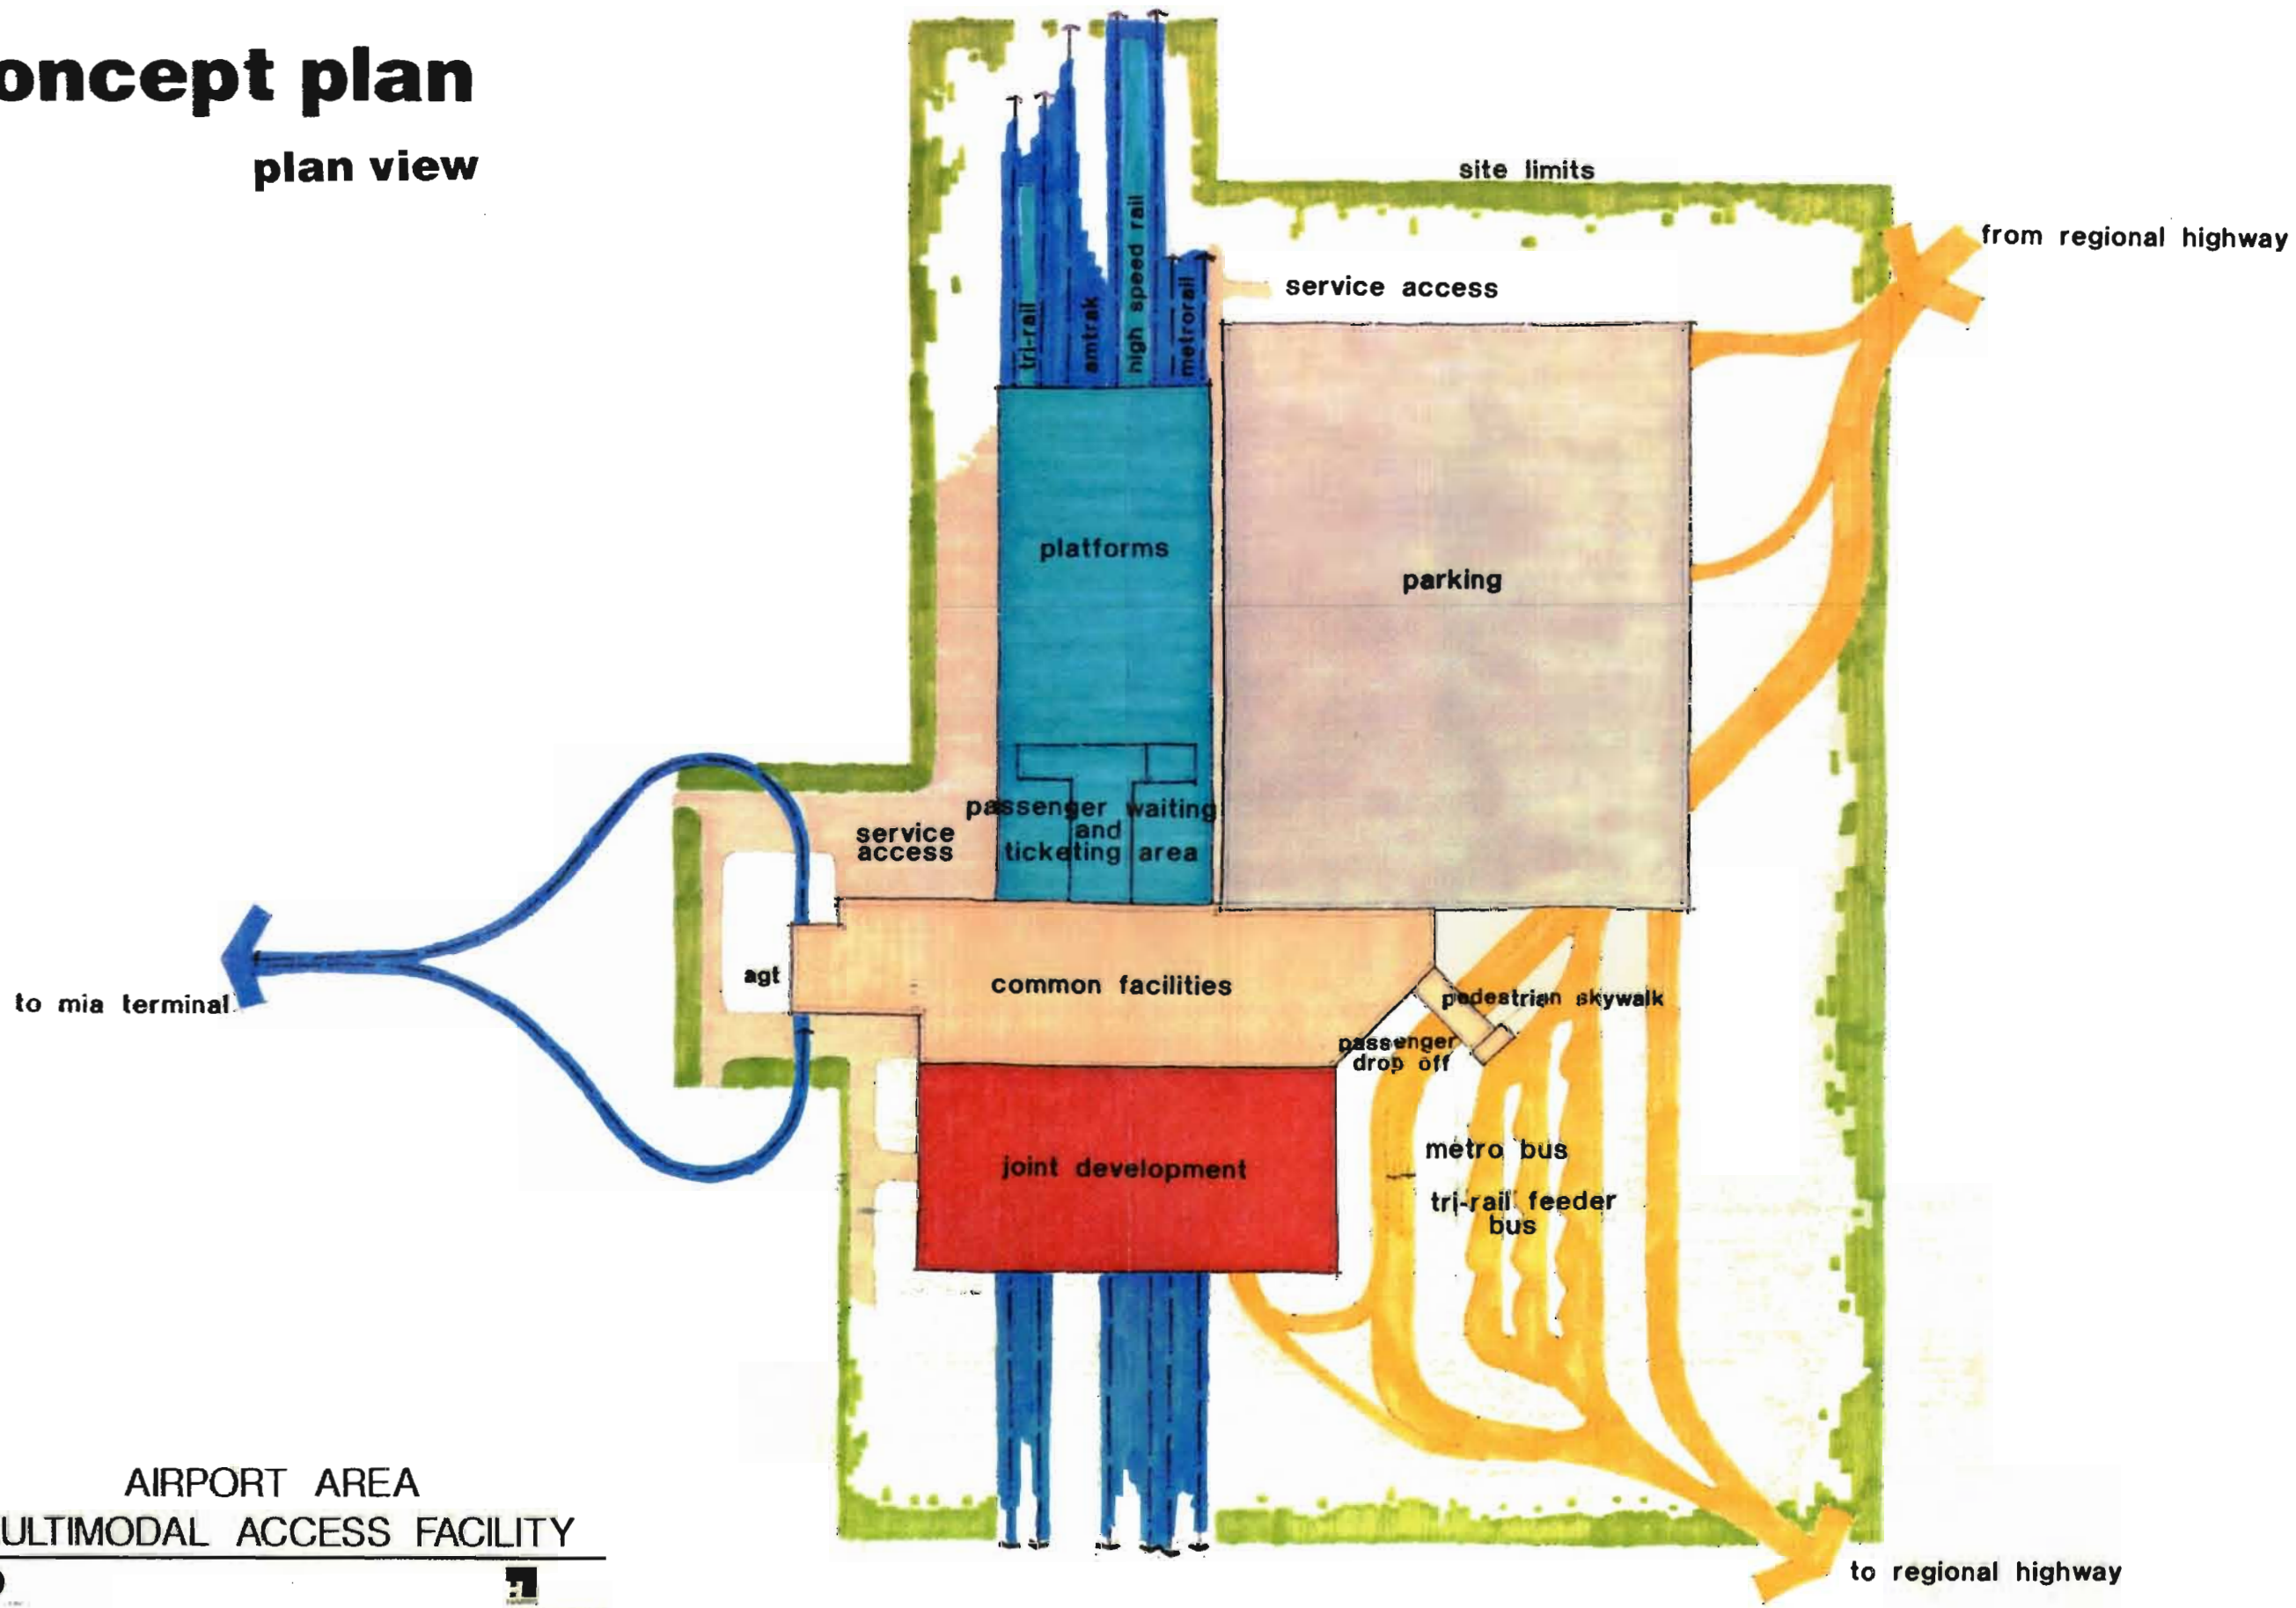 oncept plan
plan view
site limits
from regional highway
service access
tri-rail
amtrak
high speed rail
metrorail
platforms
parking
passenger waiting
and
ticketing area
service
access
agt
common facilities
to mia terminal
pedestrian skywalk
passenger
drop off
joint development
metro bus
tri-rail feeder
bus
AIRPORT AREA
ULTIMODAL ACCESS FACILITY
to regional highway